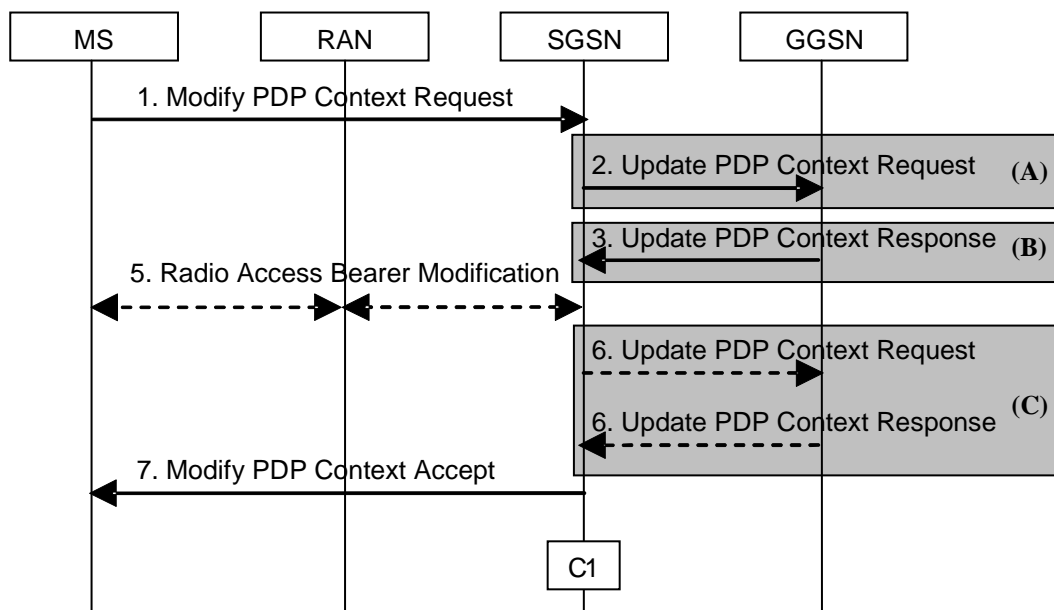 MS
RAN
SGSN
GGSN
1. Modify PDP Context Request
2. Update PDP Context Request
(A)
3. Update PDP Context Response
(B)
5. Radio Access Bearer Modification
6. Update PDP Context Request
(C)
6. Update PDP Context Response
7. Modify PDP Context Accept
C1